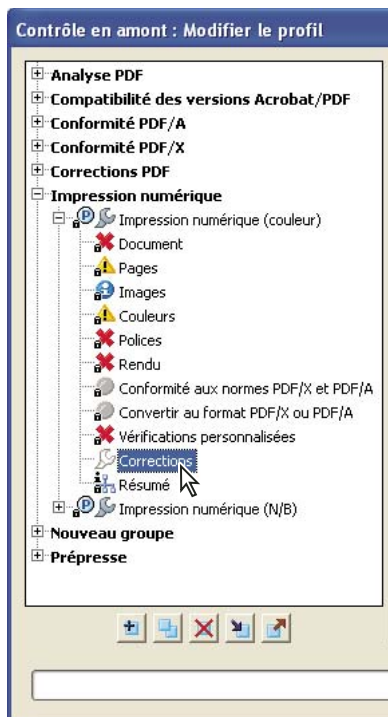 Contrôle en amont : Modifier le profil
Analyse PDF
Compatibilité des versions Acrobat/PDF
Conformité PDF/A
Conformité PDF/X
Corrections PDF
Impression numérique
Impression numérique (couleur)
Document
Pages
Images
Couleurs
Polices
Rendu
Conformité aux normes PDF/X et PDF/A
Convertir au format PDF/X ou PDF/A
Vérifications personnalisées
Corrections
Résumé
Impression numérique (N/B)
Nouveau groupe
Prépresse